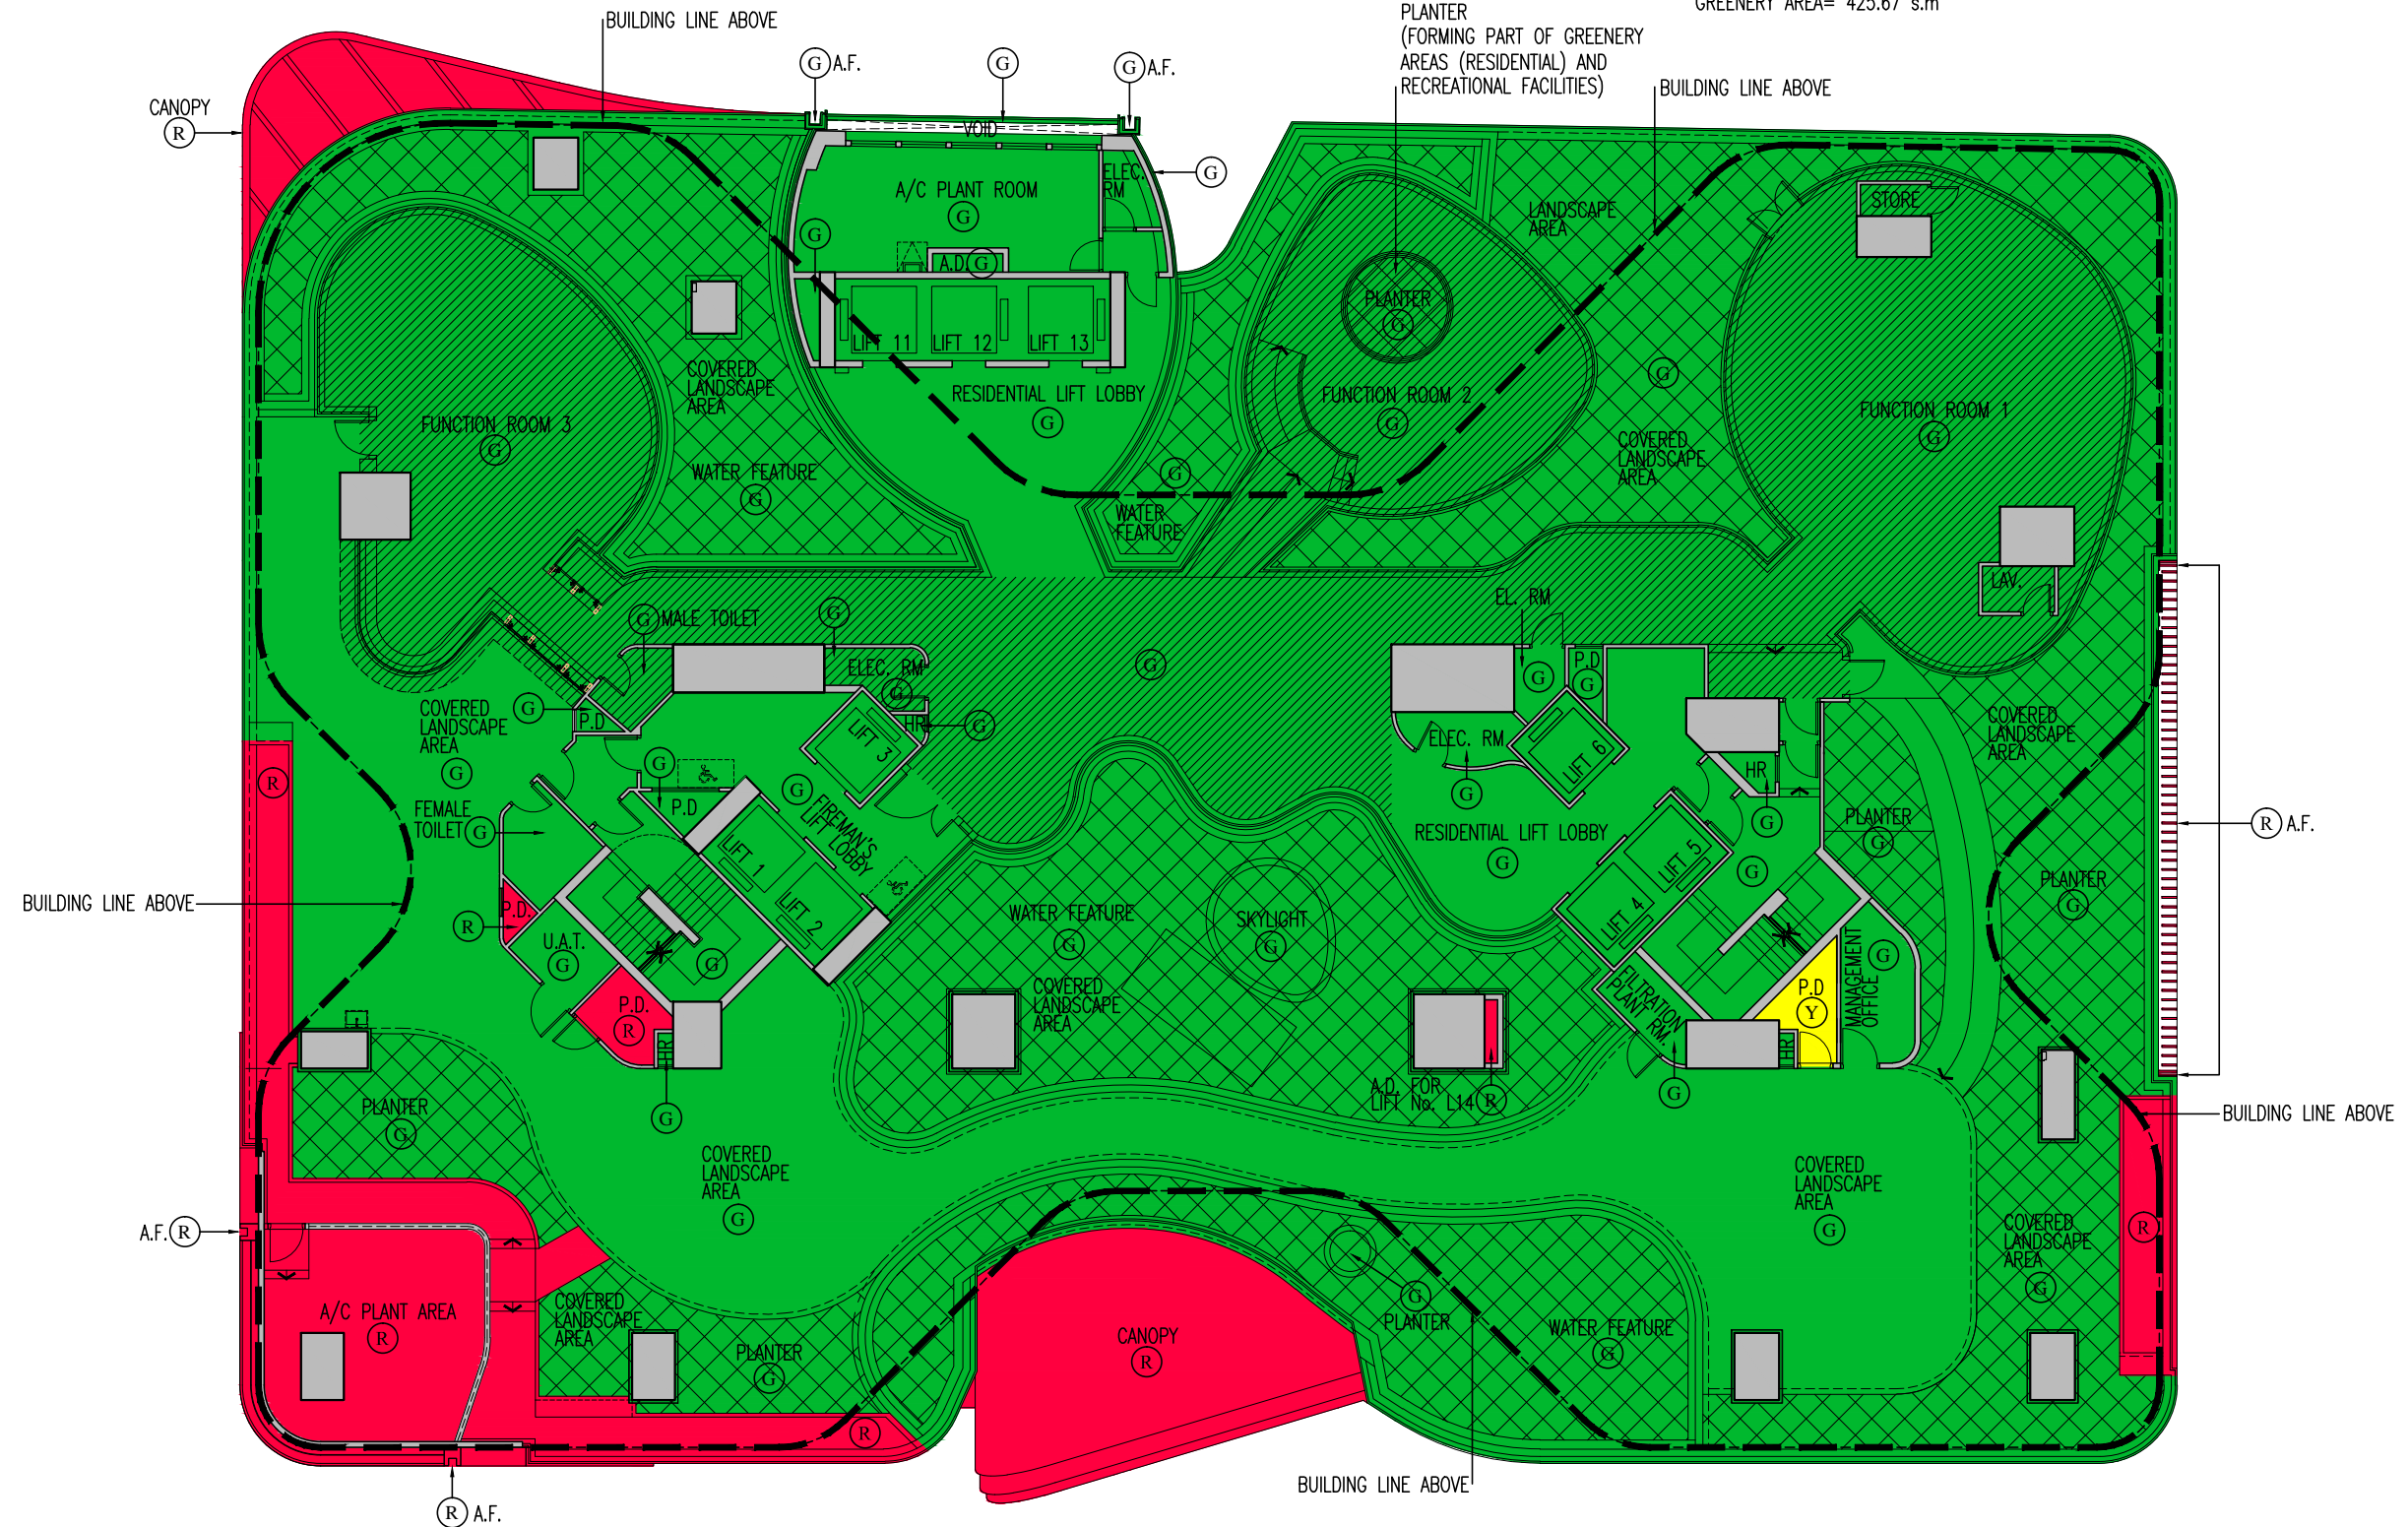 GREENERY AREA= 425.67 s.m
PLANTER
(FORMING PART OF GREENERY
AREAS (RESIDENTIAL) AND
RECREATIONAL FACILITIES)
BUILDING LINE ABOVE
G A.F.
G
G A.F.
BUILDING LINE ABOVE
CANOPY
R
VOID
ELEC.
RM
G
A/C PLANT ROOM
G
G
A.D G
LANDSCAPE
AREA
STORE
PLANTER
G
LIFT 11
LIFT 12
LIFT 13
COVERED
LANDSCAPE
AREA
G
RESIDENTIAL LIFT LOBBY
G
FUNCTION ROOM 2
G
FUNCTION ROOM 1
G
FUNCTION ROOM 3
G
COVERED
LANDSCAPE
AREA
WATER FEATURE
G
G
WATER
FEATURE
LAV.
EL. RM
G MALE TOILET
G
ELEC. RM
G
G
G
P.D
G
COVERED
LANDSCAPE
AREA
G
G
P.D
HR
G
LIFT 3
COVERED
LANDSCAPE
AREA
ELEC. RM
G
LIFT 6
HR
G
R
G
P.D
G
FIREMAN'S
LIFT
LOBBY
FEMALE
TOILET G
RESIDENTIAL LIFT LOBBY
G
PLANTER
G
R A.F.
LIFT 1
LIFT 2
LIFT 5
LIFT 4
G
PLANTER
G
BUILDING LINE ABOVE
P.D.
R
WATER FEATURE
G
SKYLIGHT
G
U.A.T.
G
G
MANAGEMENT
OFFICE
G
FILTRATION
PLANT RM.
G
P.D
Y
HR
COVERED
LANDSCAPE
AREA
P.D.
R
HR
G
A.D. FOR
LIFT No. L14 R
PLANTER
G
BUILDING LINE ABOVE
COVERED
LANDSCAPE
AREA
G
COVERED
LANDSCAPE
AREA
G
COVERED
LANDSCAPE
AREA
G
R
A.F. R
A/C PLANT AREA
R
COVERED
LANDSCAPE
AREA
PLANTER
G
CANOPY
R
G
PLANTER
WATER FEATURE
G
R
BUILDING LINE ABOVE
R A.F.